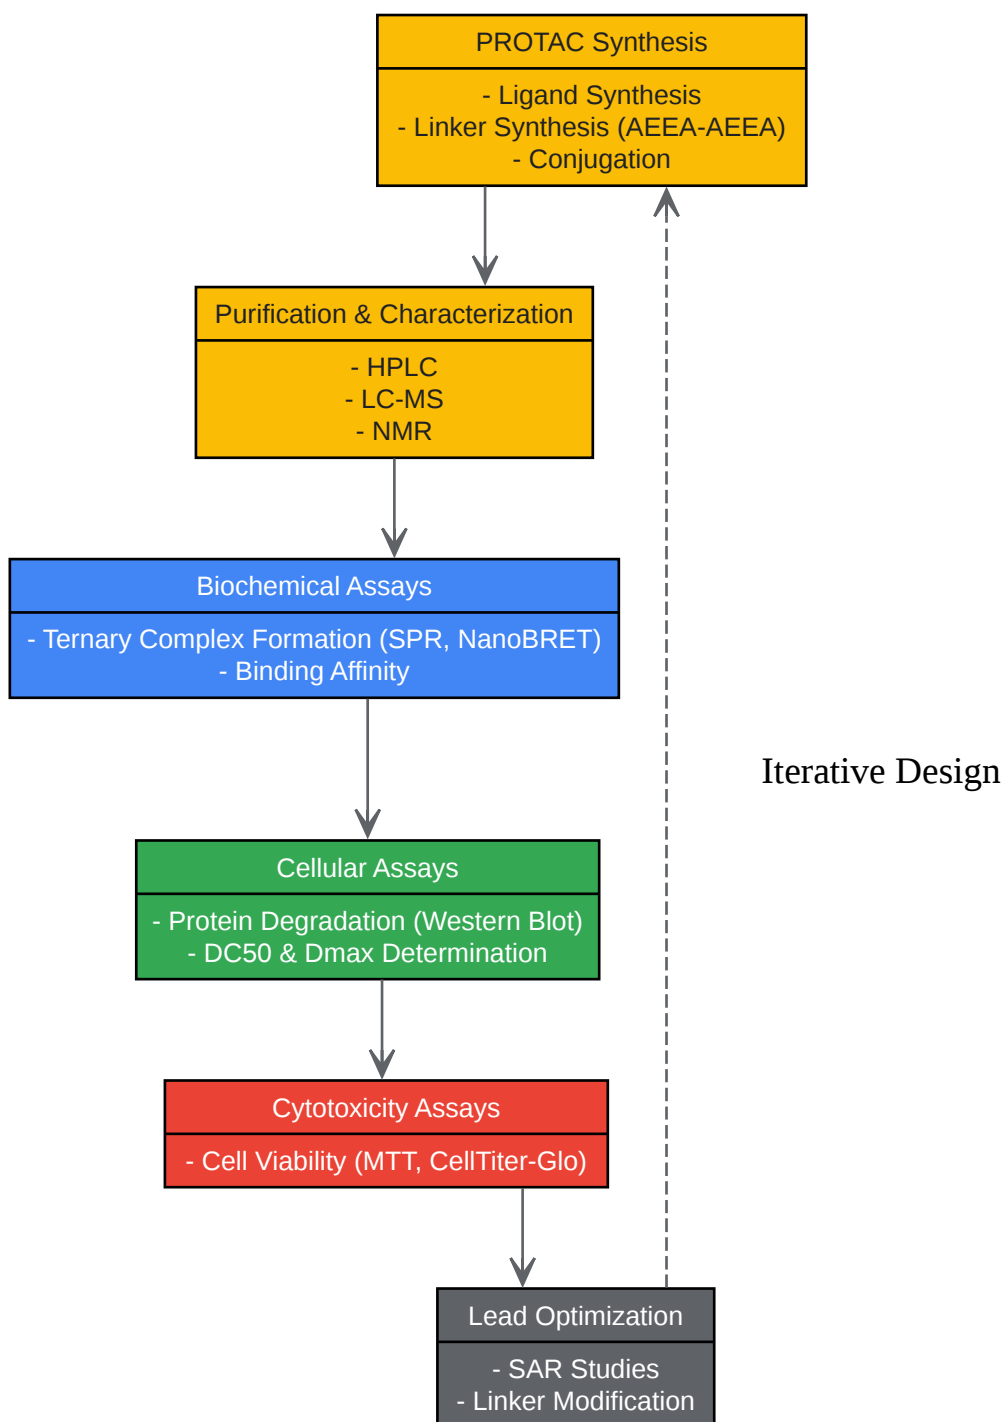 PROTAC Synthesis
- Ligand Synthesis
- Linker Synthesis (AEEA-AEEA)
- Conjugation
Purification & Characterization
- HPLC
- LC-MS
- NMR
Biochemical Assays
- Ternary Complex Formation (SPR, NanoBRET)
- Binding Affinity
Iterative Design
Cellular Assays
- Protein Degradation (Western Blot)
- DC50 & Dmax Determination
Cytotoxicity Assays
- Cell Viability (MTT, CellTiter-Glo)
Lead Optimization
- SAR Studies
- Linker Modification